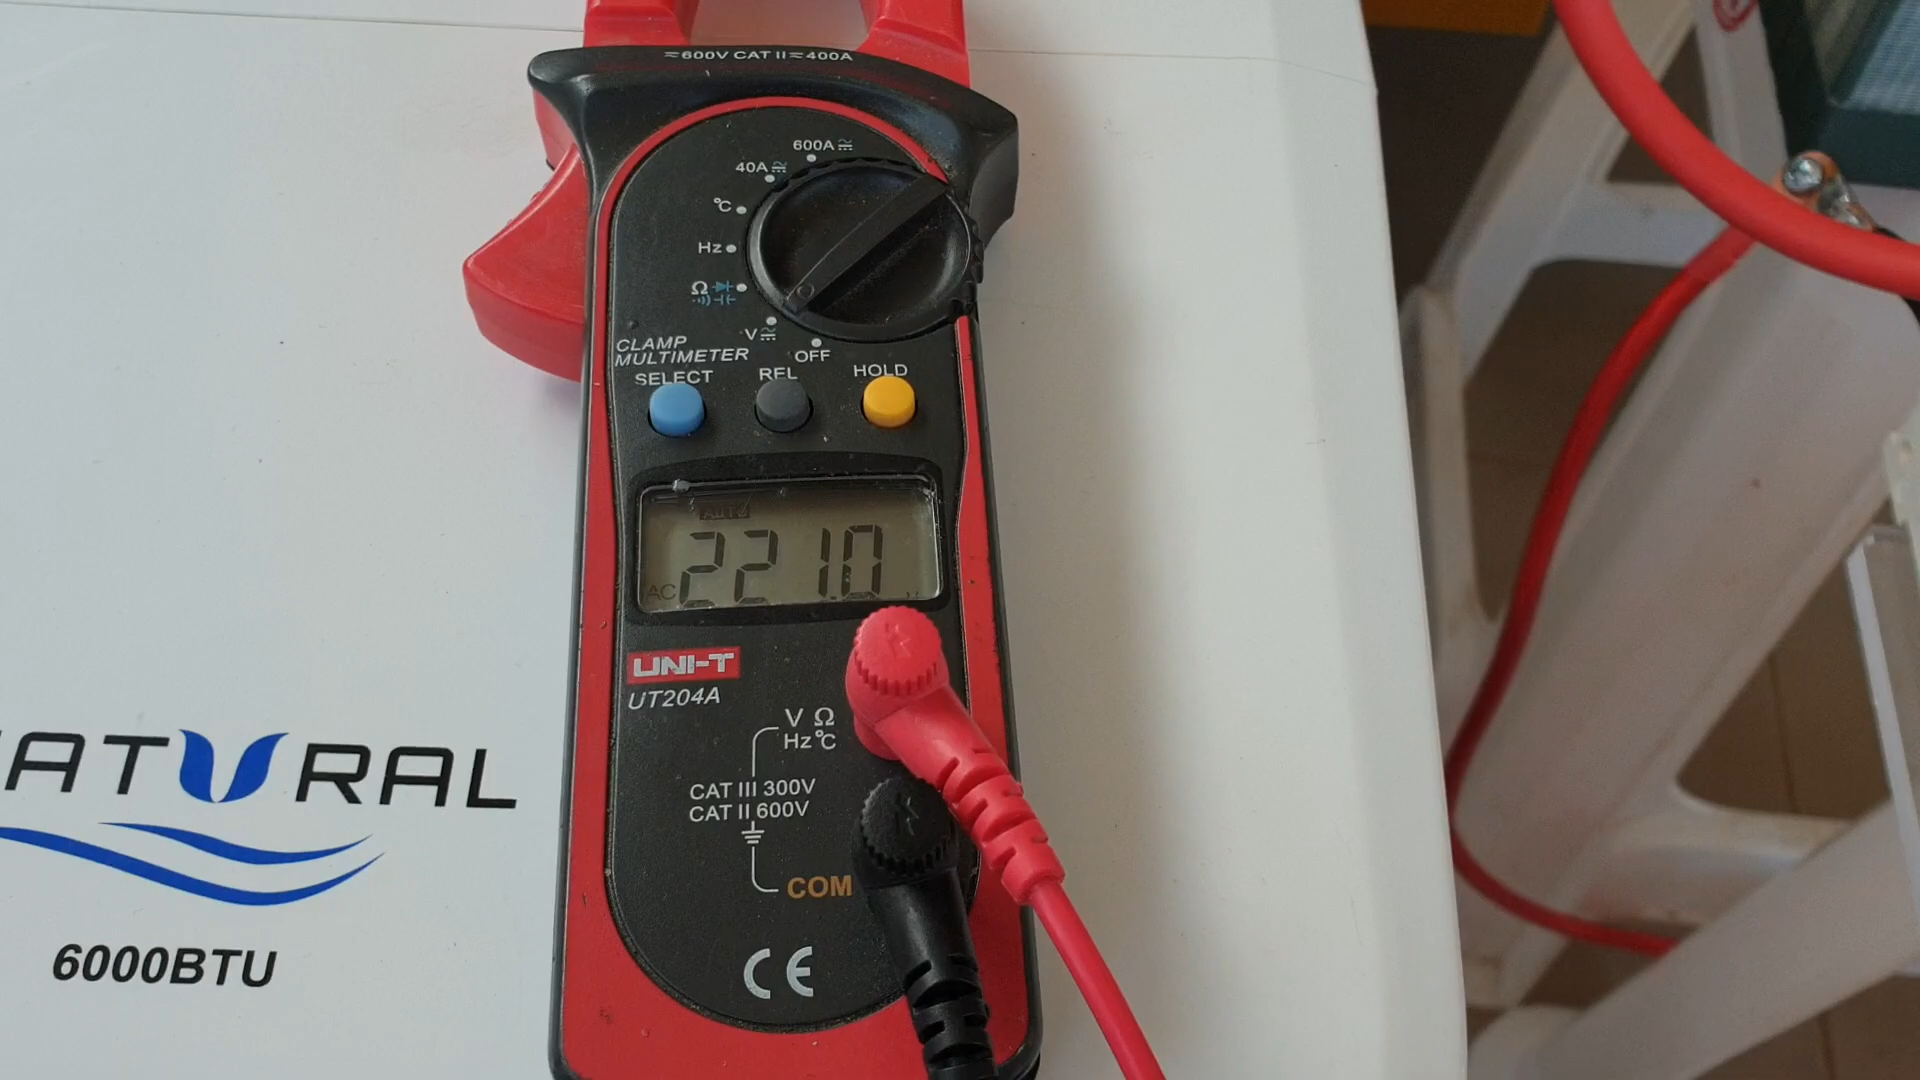 ≂600V CAT II ≂400A
600A ≂
40A ≂
℃
Hz
Ω
V ≂
OFF
CLAMP
MULTIMETER
SELECT
REL
HOLD
AUTO
AC 221.0 V
UNI-T
UT204A
V Ω
Hz ℃
CAT III 300V
CAT II 600V
COM
CE
ATURAL
6000BTU